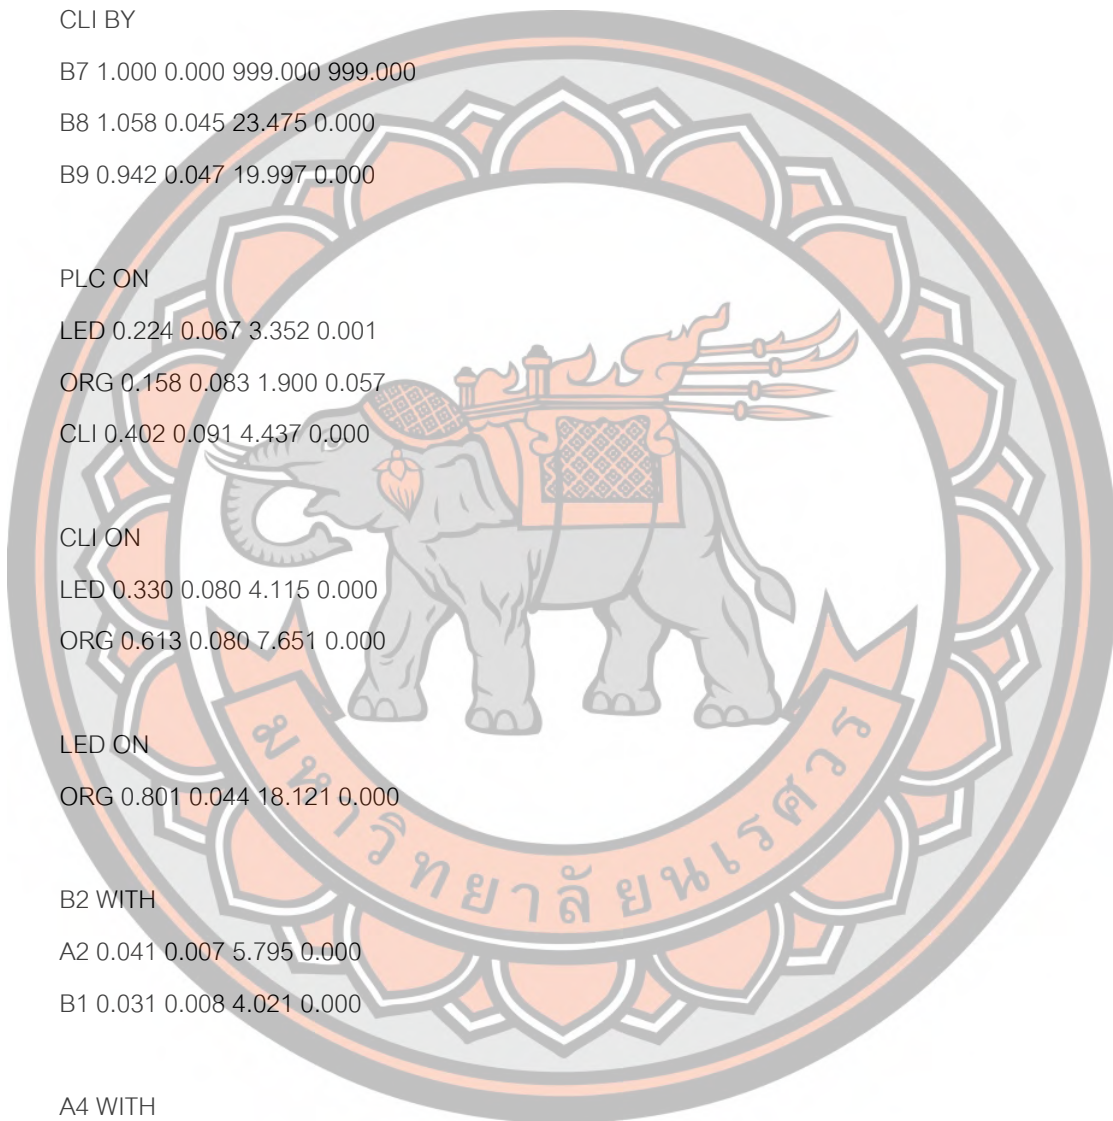 CLI BY
B7 1.000 0.000 999.000 999.000
B8 1.058 0.045 23.475 0.000
B9 0.942 0.047 19.997 0.000
PLC ON
LED 0.224 0.067 3.352 0.001
ORG 0.158 0.083 1.900 0.057
CLI 0.402 0.091 4.437 0.000
CLI ON
LED 0.330 0.080 4.115 0.000
ORG 0.613 0.080 7.651 0.000
LED ON
ORG 0.801 0.044 18.121 0.000
มหาวิทยาลัยนเรศวร
B2 WITH
A2 0.041 0.007 5.795 0.000
B1 0.031 0.008 4.021 0.000
A4 WITH